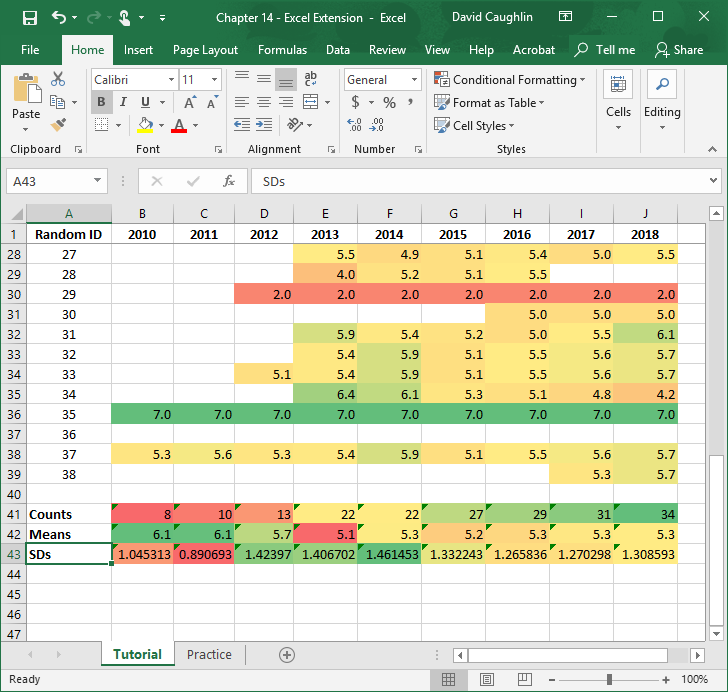 Chapter 14 - Excel Extension - Excel David Caughlin
File Home Insert Page Layout Formulas Data Review View Help Acrobat Tell me Share
Paste
Calibri 11
B I U A A
ab c
General
$ % ,
.00 .0
Conditional Formatting
Format as Table
Cell Styles
Cells
Editing
Clipboard Font Alignment Number Styles
A43 fx SDs
A B C D E F G H I J
1 Random ID 2010 2011 2012 2013 2014 2015 2016 2017 2018
28 27 5.5 4.9 5.1 5.4 5.0 5.5
29 28 4.0 5.2 5.1 5.5
30 29 2.0 2.0 2.0 2.0 2.0 2.0 2.0
31 30 5.0 5.0 5.0
32 31 5.9 5.4 5.2 5.0 5.5 6.1
33 32 5.4 5.9 5.1 5.5 5.6 5.7
34 33 5.1 5.4 5.9 5.1 5.5 5.6 5.7
35 34 6.4 6.1 5.3 5.1 4.8 4.2
36 35 7.0 7.0 7.0 7.0 7.0 7.0 7.0 7.0 7.0
37 36
38 37 5.3 5.6 5.3 5.4 5.9 5.1 5.5 5.6 5.7
39 38 5.3 5.7
40
41 Counts 8 10 13 22 22 27 29 31 34
42 Means 6.1 6.1 5.7 5.1 5.3 5.2 5.3 5.3 5.3
43 SDs 1.045313 0.890693 1.42397 1.406702 1.461453 1.332243 1.265836 1.270298 1.308593
44
45
46
47
Tutorial Practice
Ready 100%